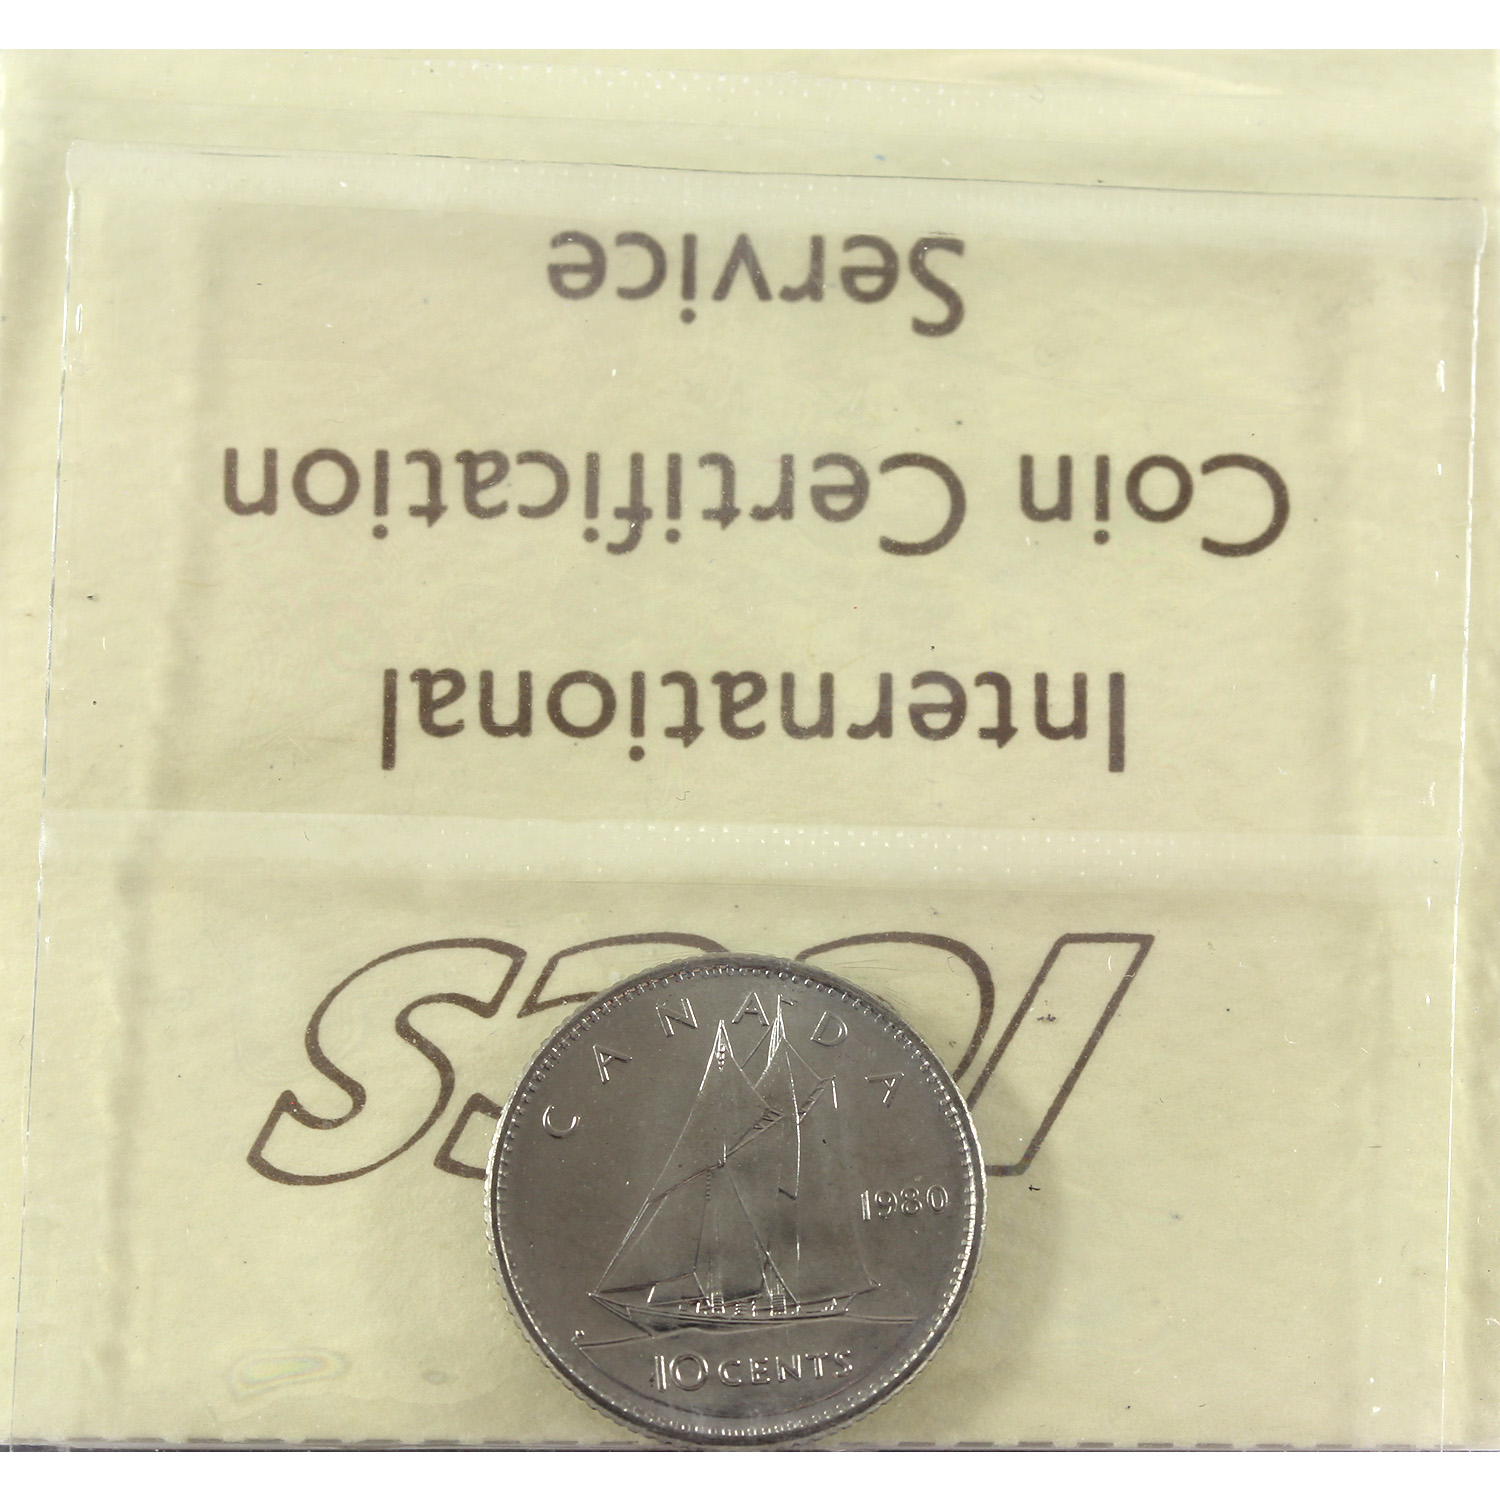 ICCS
International
Coin Certification
Service
CANADA
1980
10 CENTS